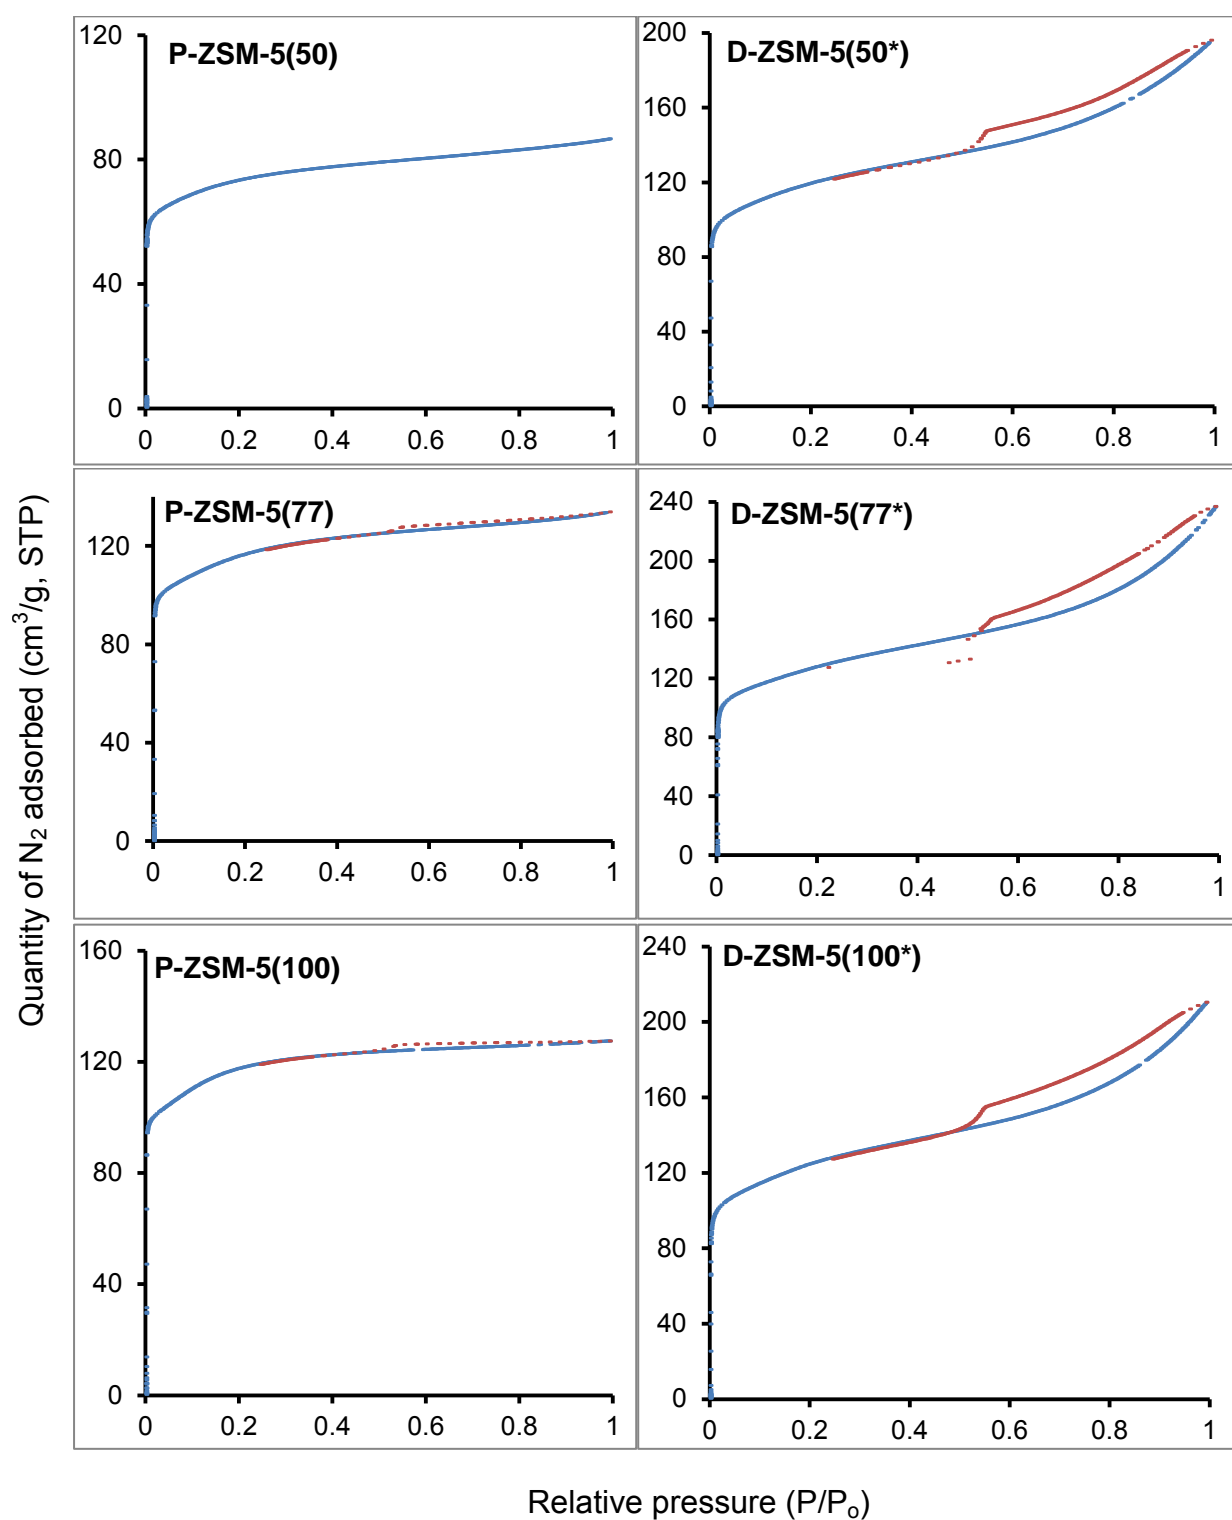 Quantity of N₂ adsorbed (cm³/g, STP)
P-ZSM-5(50)
120
80
40
0
0 0.2 0.4 0.6 0.8 1
D-ZSM-5(50*)
200
160
120
80
40
0
0 0.2 0.4 0.6 0.8 1
P-ZSM-5(77)
120
80
40
0
0 0.2 0.4 0.6 0.8 1
D-ZSM-5(77*)
240
200
160
120
80
40
0
0 0.2 0.4 0.6 0.8 1
P-ZSM-5(100)
160
120
80
40
0
0 0.2 0.4 0.6 0.8 1
D-ZSM-5(100*)
240
200
160
120
80
40
0
0 0.2 0.4 0.6 0.8 1
Relative pressure (P/Pₒ)